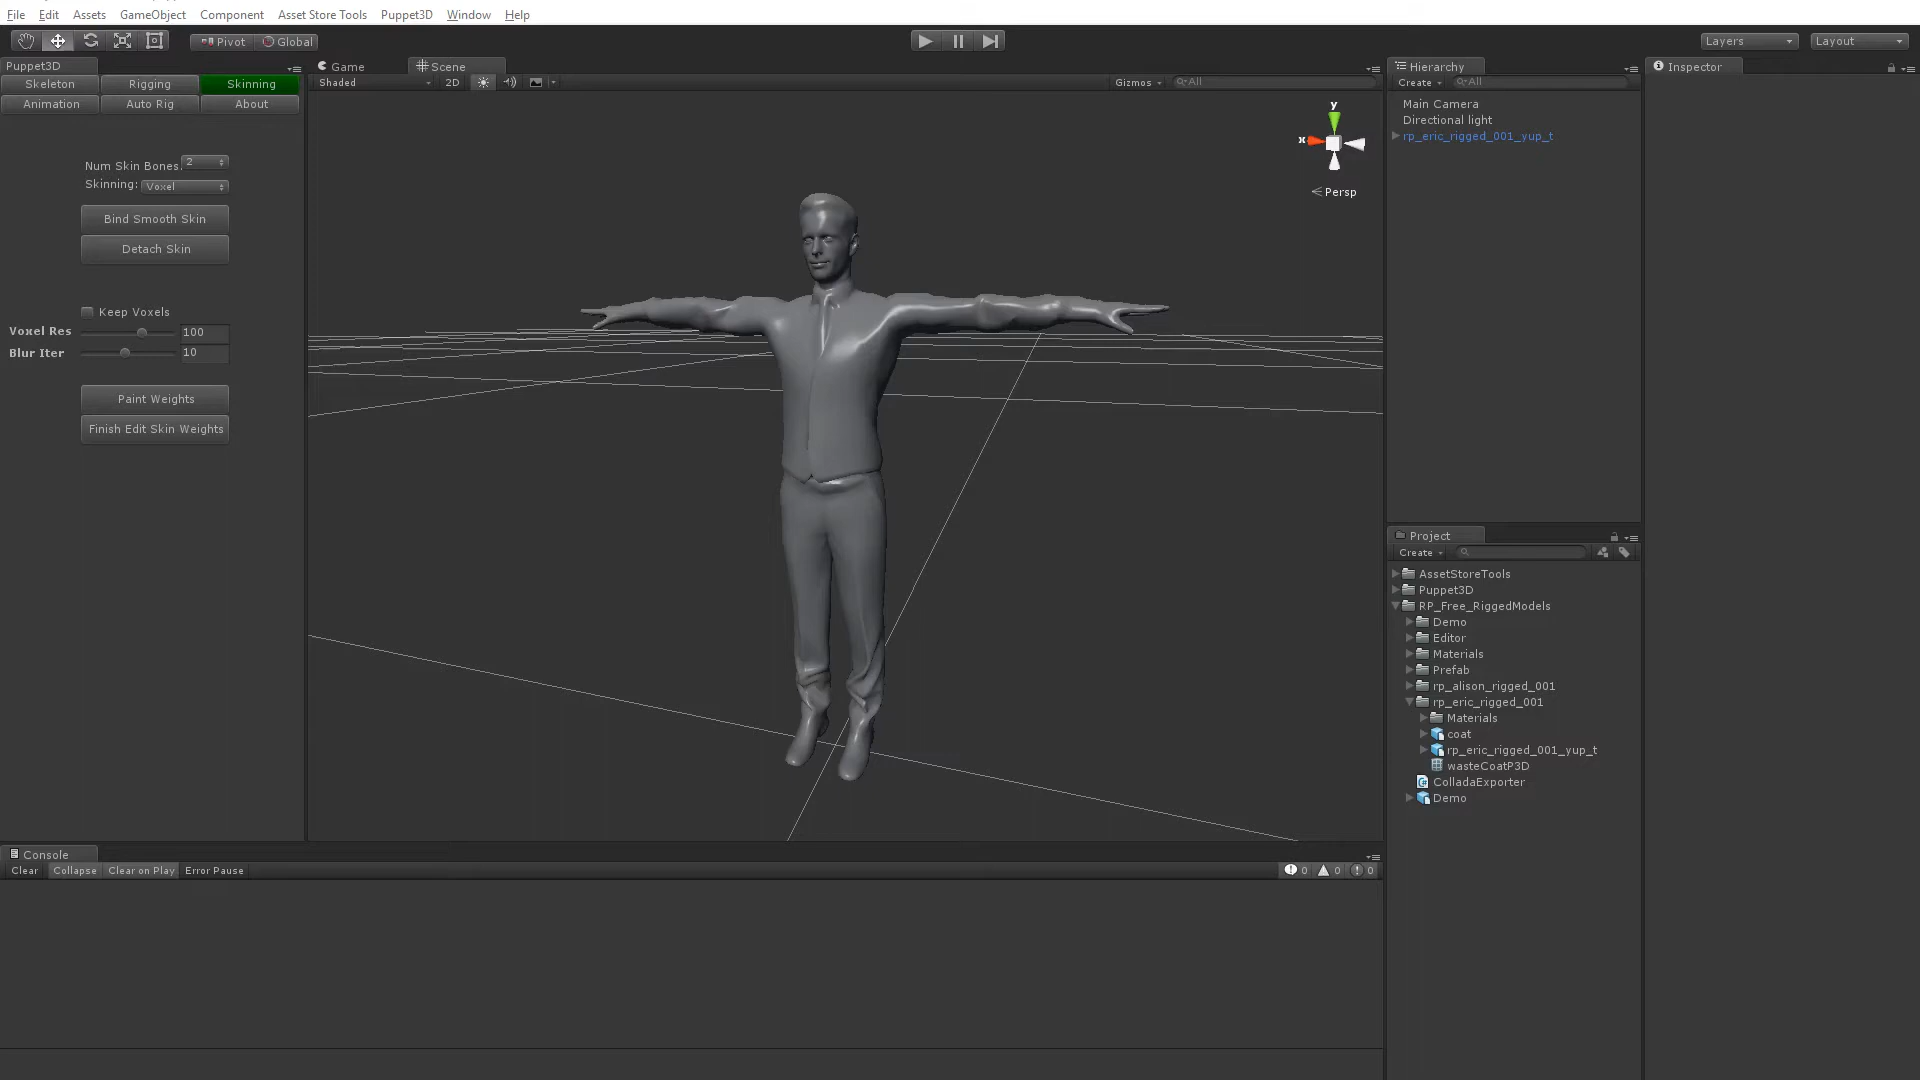 File Edit Assets GameObject Component Asset Store Tools Puppet3D Window Help
Pivot Global Layers Layout
Puppet3D Game Scene Hierarchy Inspector
Skeleton Rigging Skinning Shaded 2D Gizmos All Create All
Animation Auto Rig About
Main Camera
Directional light
rp_eric_rigged_001_yup_t
y
x
Persp
Num Skin Bones: 2
Skinning: Voxel
Bind Smooth Skin
Detach Skin
Keep Voxels
Voxel Res 100
Blur Iter 10
Paint Weights
Finish Edit Skin Weights
Project
Create
AssetStoreTools
Puppet3D
RP_Free_RiggedModels
Demo
Editor
Materials
Prefab
rp_alison_rigged_001
rp_eric_rigged_001
Materials
coat
rp_eric_rigged_001_yup_t
wasteCoatP3D
ColladaExporter
Demo
Console
Clear Collapse Clear on Play Error Pause 0 0 0